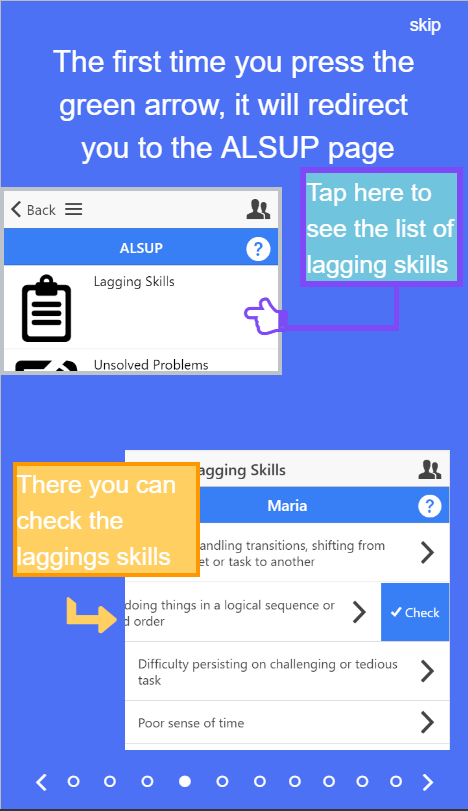 skip
The first time you press the
green arrow, it will redirect
you to the ALSUP page
Tap here to
see the list of
lagging skills
Back
ALSUP
?
Lagging Skills
Unsolved Problems
There you can
check the
laggings skills
agging Skills
Maria
?
andling transitions, shifting from
et or task to another
doing things in a logical sequence or
d order
Check
Difficulty persisting on challenging or tedious
task
Poor sense of time